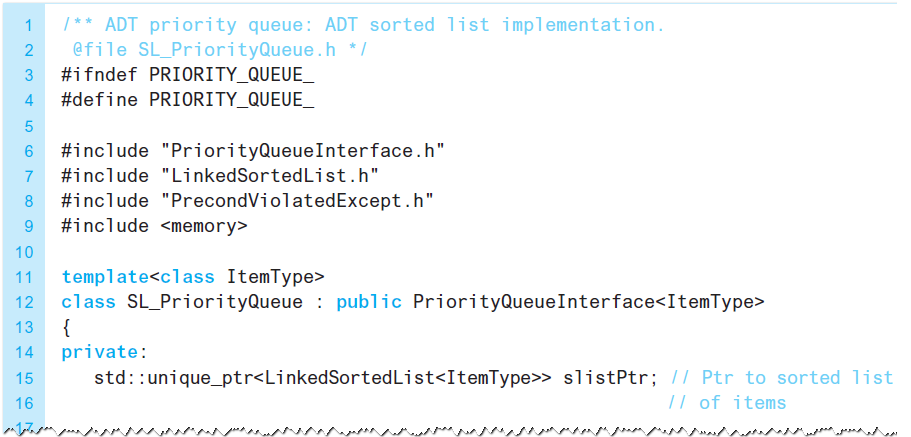 1 /** ADT priority queue: ADT sorted list implementation.
2 @file SL_PriorityQueue.h */
3 #ifndef PRIORITY_QUEUE_
4 #define PRIORITY_QUEUE_
5
6 #include "PriorityQueueInterface.h"
7 #include "LinkedSortedList.h"
8 #include "PrecondViolatedExcept.h"
9 #include <memory>
10
11 template<class ItemType>
12 class SL_PriorityQueue : public PriorityQueueInterface<ItemType>
13 {
14 private:
15 std::unique_ptr<LinkedSortedList<ItemType>> slistPtr; // Ptr to sorted list
16 // of items
17